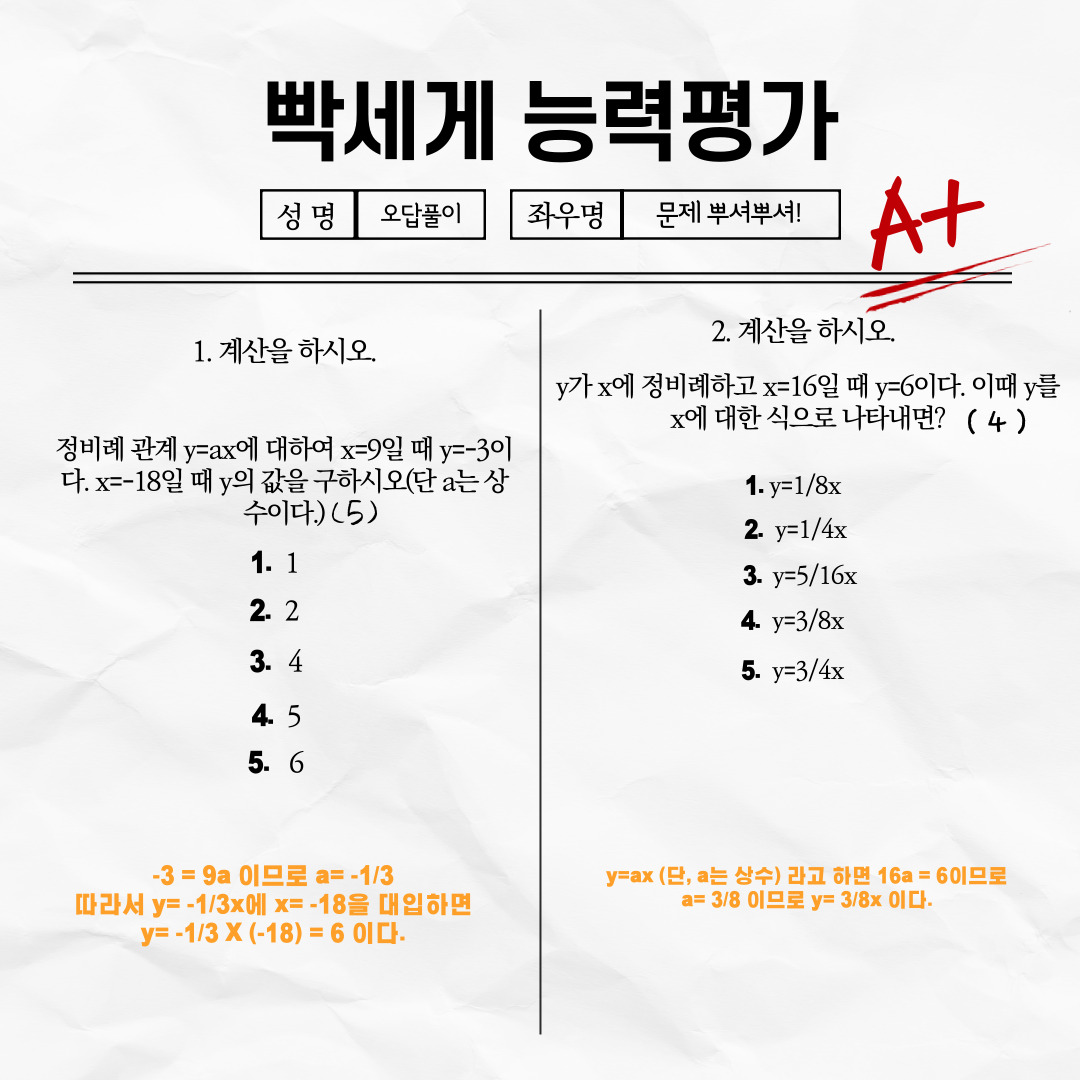 빡세게 능력평가
성 명 오답풀이 좌우명 문제 뿌셔뿌셔!
A+
1. 계산을 하시오.
정비례 관계 y=ax에 대하여 x=9일 때 y=-3이
다. x=-18일 때 y의 값을 구하시오(단 a는 상
수이다.) (5)
1. 1
2. 2
3. 4
4. 5
5. 6
-3 = 9a 이므로 a= -1/3
따라서 y= -1/3x에 x= -18을 대입하면
y= -1/3 X (-18) = 6 이다.
2. 계산을 하시오.
y가 x에 정비례하고 x=16일 때 y=6이다. 이때 y를
x에 대한 식으로 나타내면? (4)
1. y=1/8x
2. y=1/4x
3. y=5/16x
4. y=3/8x
5. y=3/4x
y=ax (단, a는 상수) 라고 하면 16a = 6이므로
a= 3/8 이므로 y= 3/8x 이다.